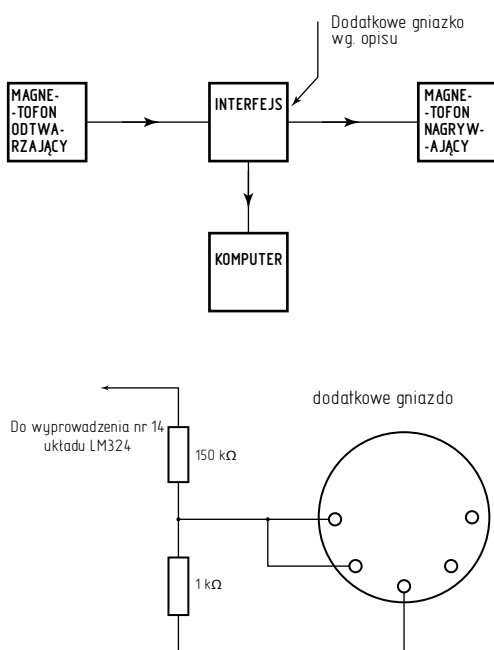 Dodatkowe gniazko
wg. opisu
MAGNE-
-TOFON
ODTWA-
RZAJĄCY
INTERFEJS
MAGNE-
-TOFON
NAGRYW-
-AJĄCY
KOMPUTER
dodatkowe gniazdo
Do wyprowadzenia nr 14
układu LM324
150 kΩ
1 kΩ